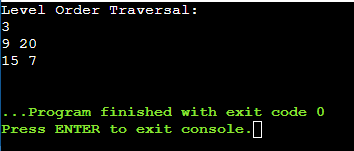 Level Order Traversal:
3
9 20
15 7
...Program finished with exit code 0
Press ENTER to exit console.